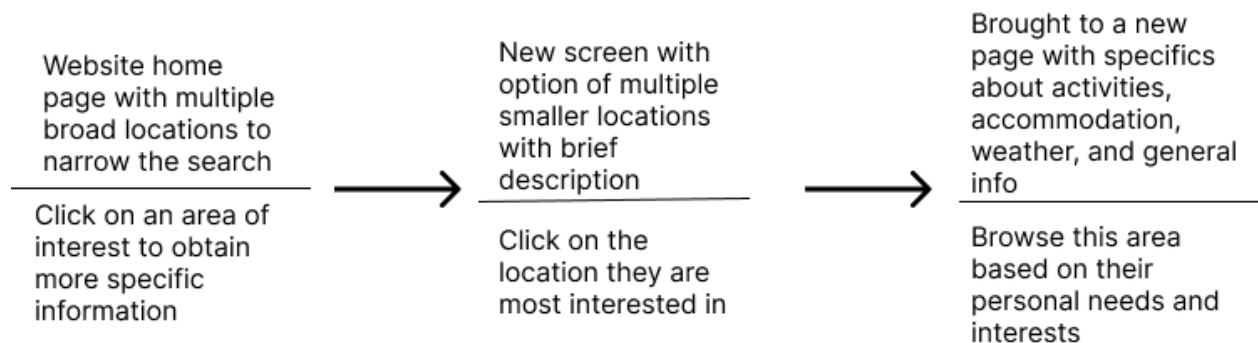 Website home
page with multiple
broad locations to
narrow the search
Click on an area of
interest to obtain
more specific
information
New screen with
option of multiple
smaller locations
with brief
description
Click on the
location they are
most interested in
Brought to a new
page with specifics
about activities,
accommodation,
weather, and general
info
Browse this area
based on their
personal needs and
interests